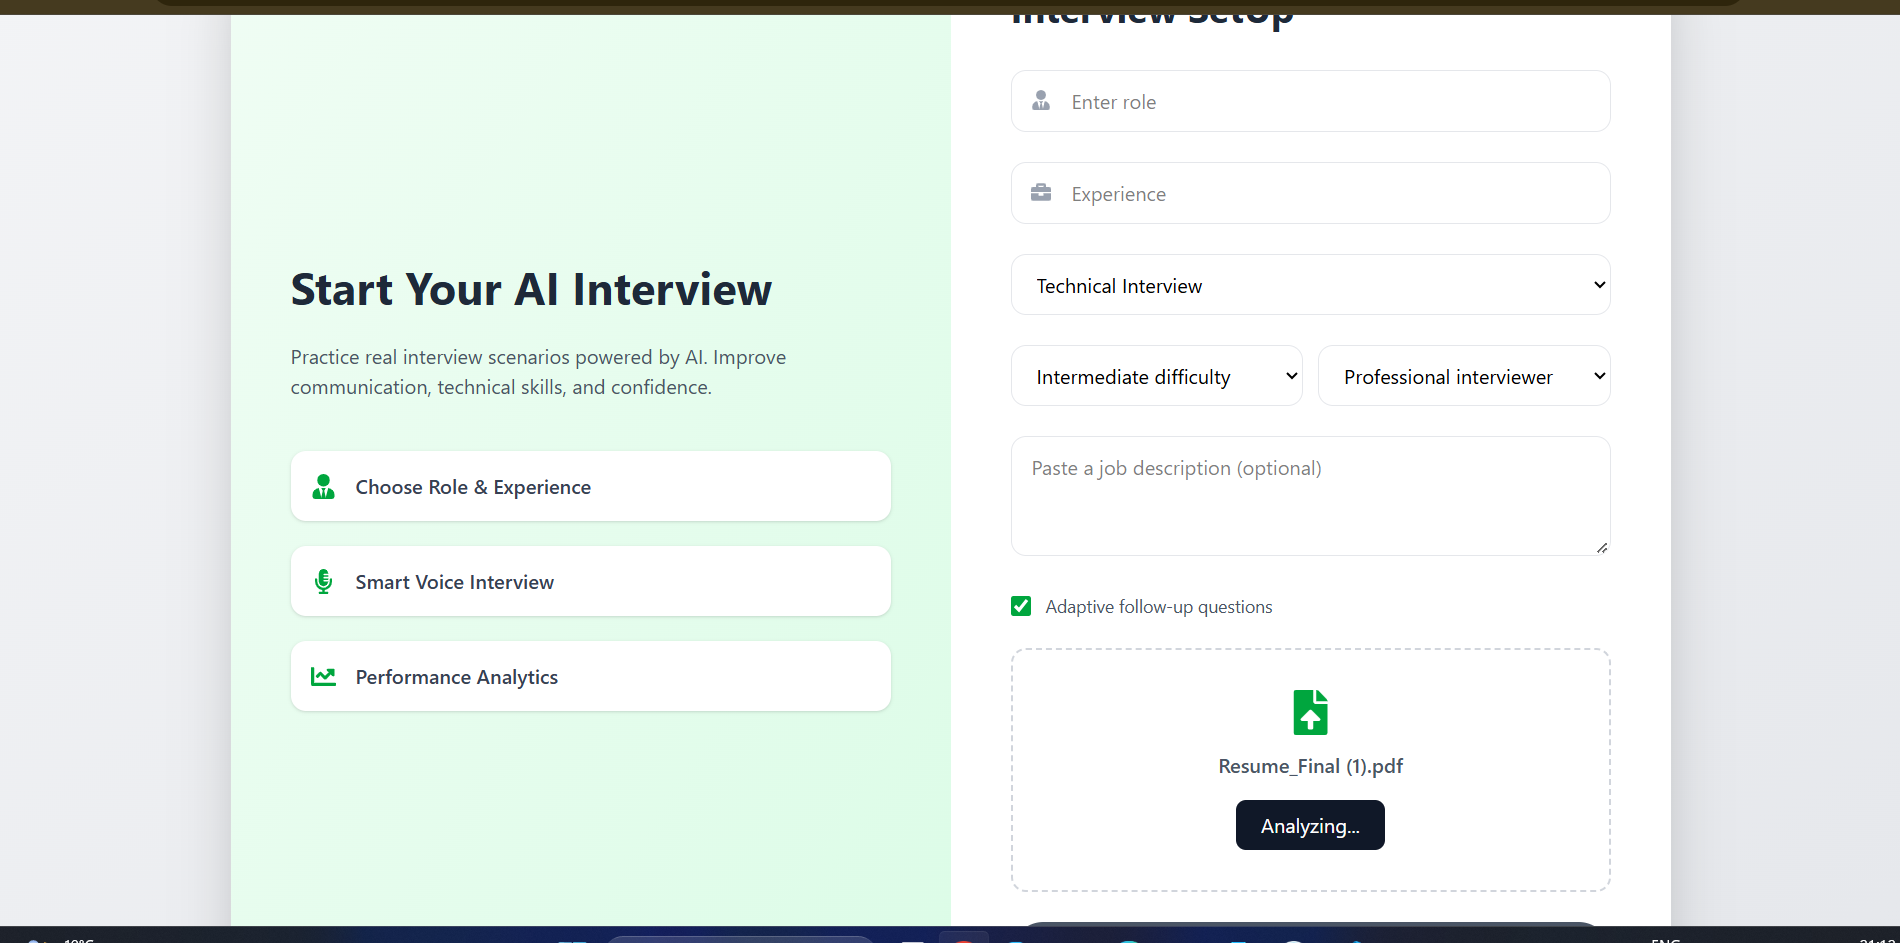 Interview Setup
Enter role
Experience
Technical Interview
Intermediate difficulty
Professional interviewer
Paste a job description (optional)
Adaptive follow-up questions
Resume_Final (1).pdf
Analyzing...
Start Your AI Interview
Practice real interview scenarios powered by AI. Improve
communication, technical skills, and confidence.
Choose Role & Experience
Smart Voice Interview
Performance Analytics